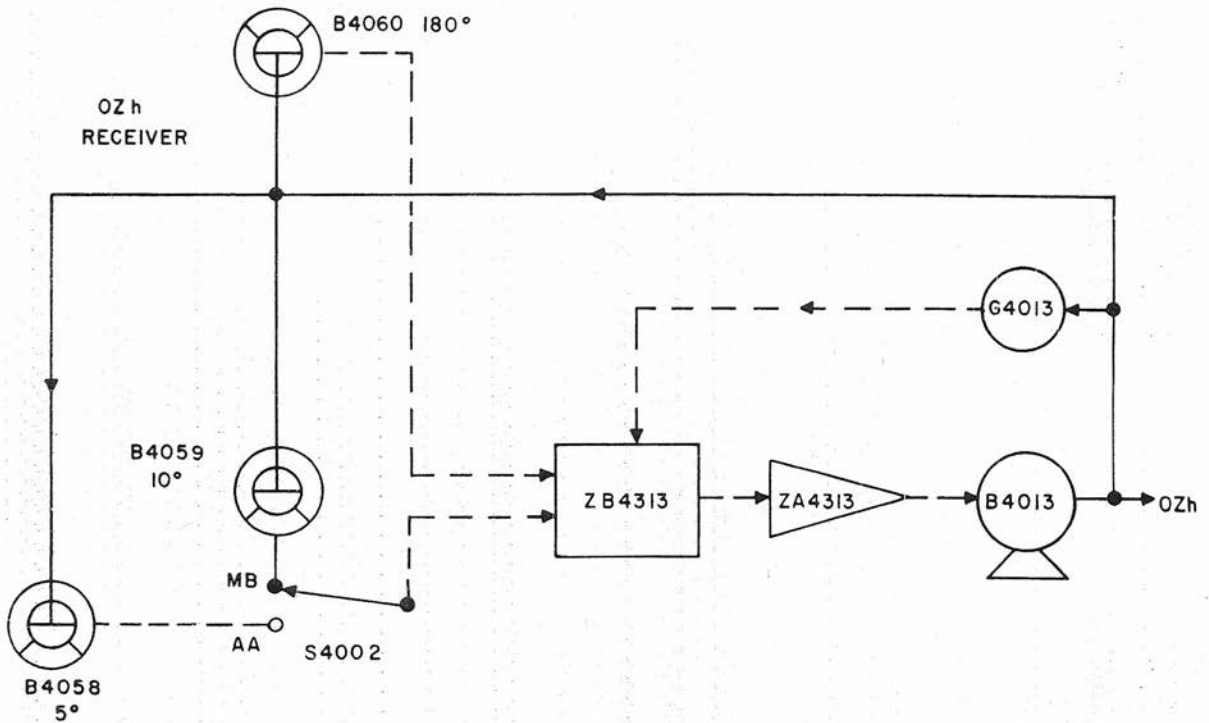 B4060 180°
OZh
RECEIVER
G4013
B4059
10°
ZB4313
ZA4313
B4013
OZh
MB
AA
S4002
B4058
5°